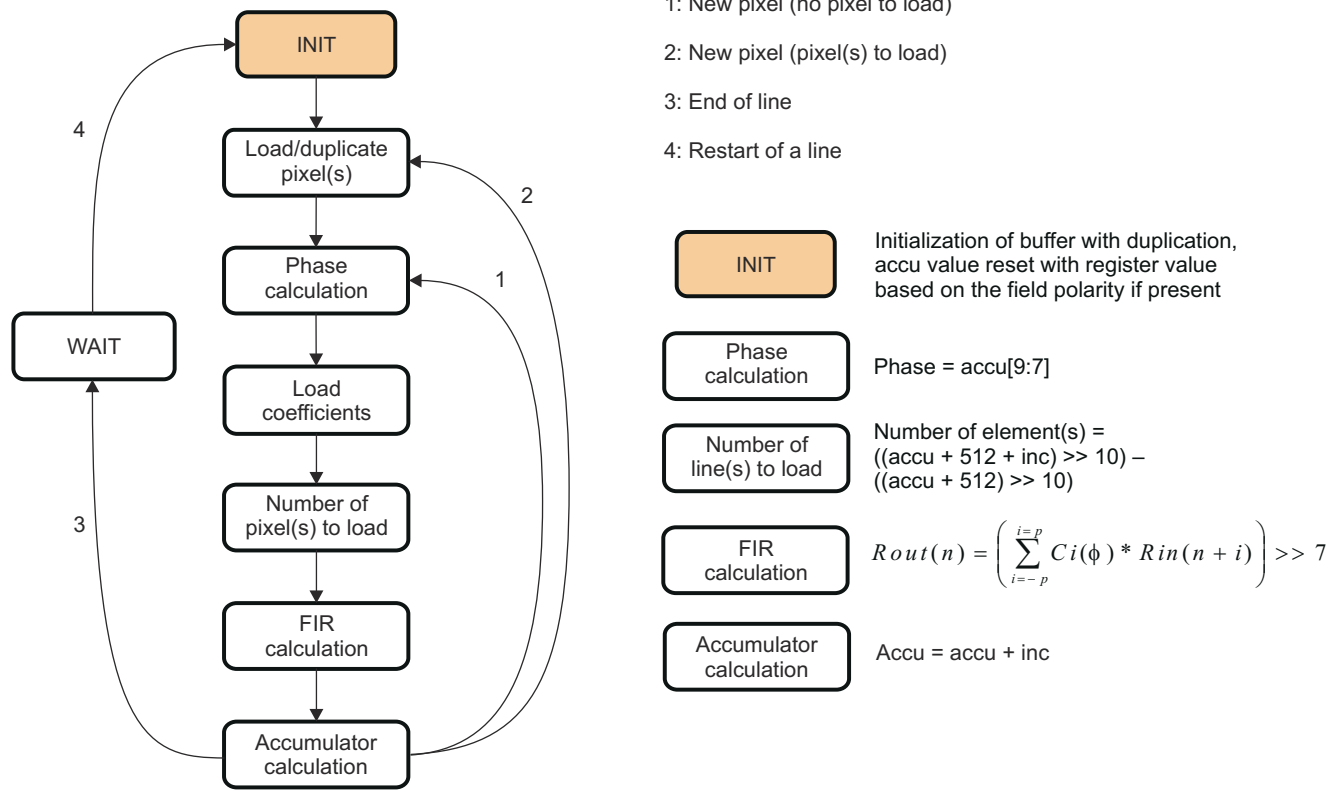 INIT
Load/duplicate
pixel(s)
Phase
calculation
Load
coefficients
Number of
pixel(s) to load
FIR
calculation
Accumulator
calculation
WAIT
4
2
1
3
1: New pixel (no pixel to load)
2: New pixel (pixel(s) to load)
3: End of line
4: Restart of a line
INIT
Initialization of buffer with duplication,
accu value reset with register value
based on the field polarity if present
Phase
calculation
Phase = accu[9:7]
Number of
line(s) to load
Number of element(s) =
((accu + 512 + inc) >> 10) –
((accu + 512) >> 10)
FIR
calculation
Rout(n) = ( ∑_{i=-p}^{i=p} Ci(ϕ) * Rin(n + i) ) >> 7
Accumulator
calculation
Accu = accu + inc